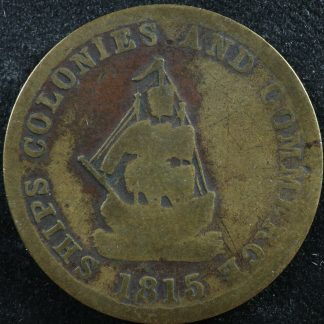 SHIPS COLONIES AND COMMERCE
1815